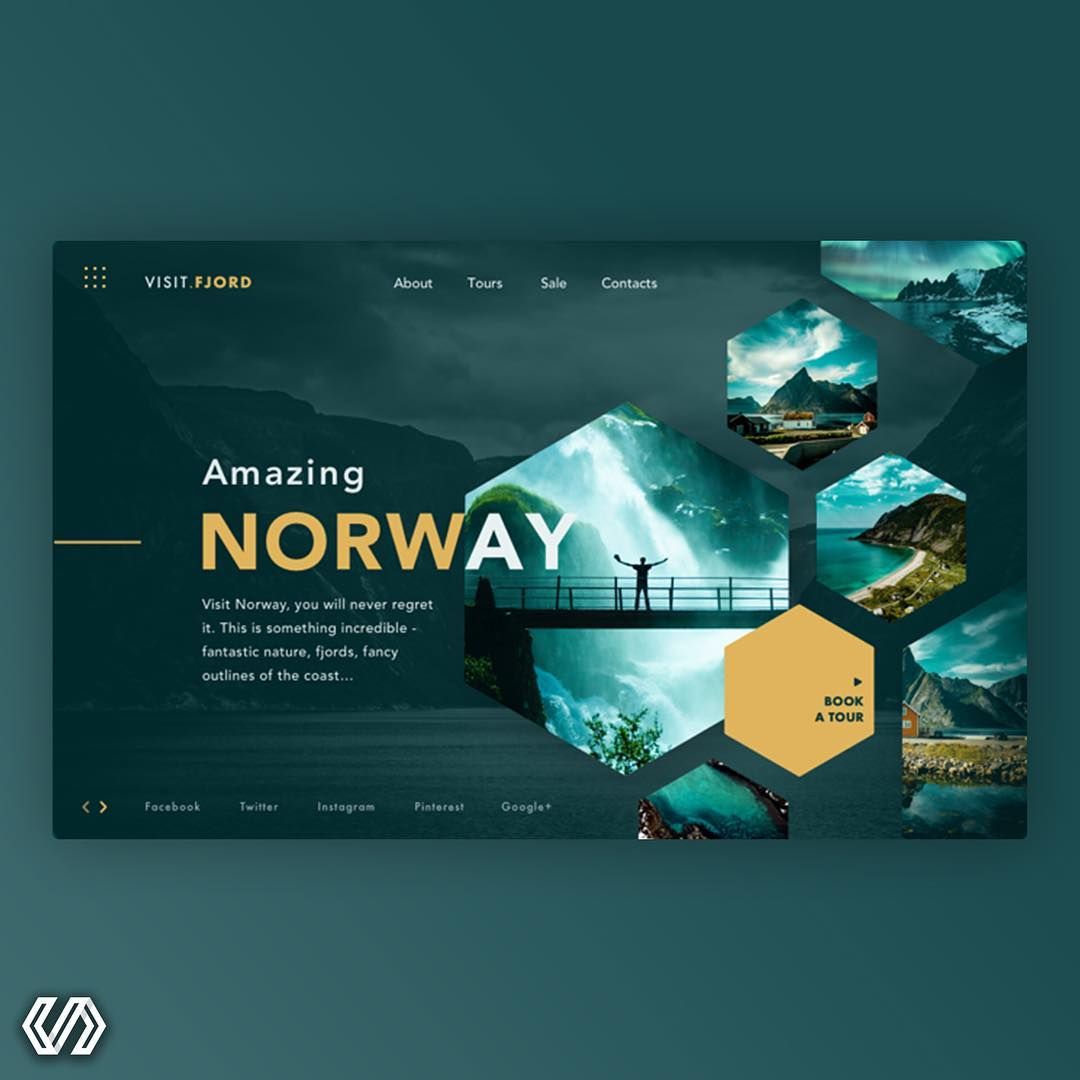 VISIT.FJORD
About
Tours
Sale
Contacts
Amazing
NORWAY
Visit Norway, you will never regret
it. This is something incredible -
fantastic nature, fjords, fancy
outlines of the coast...
BOOK
A TOUR
Facebook
Twitter
Instagram
Pinterest
Google+